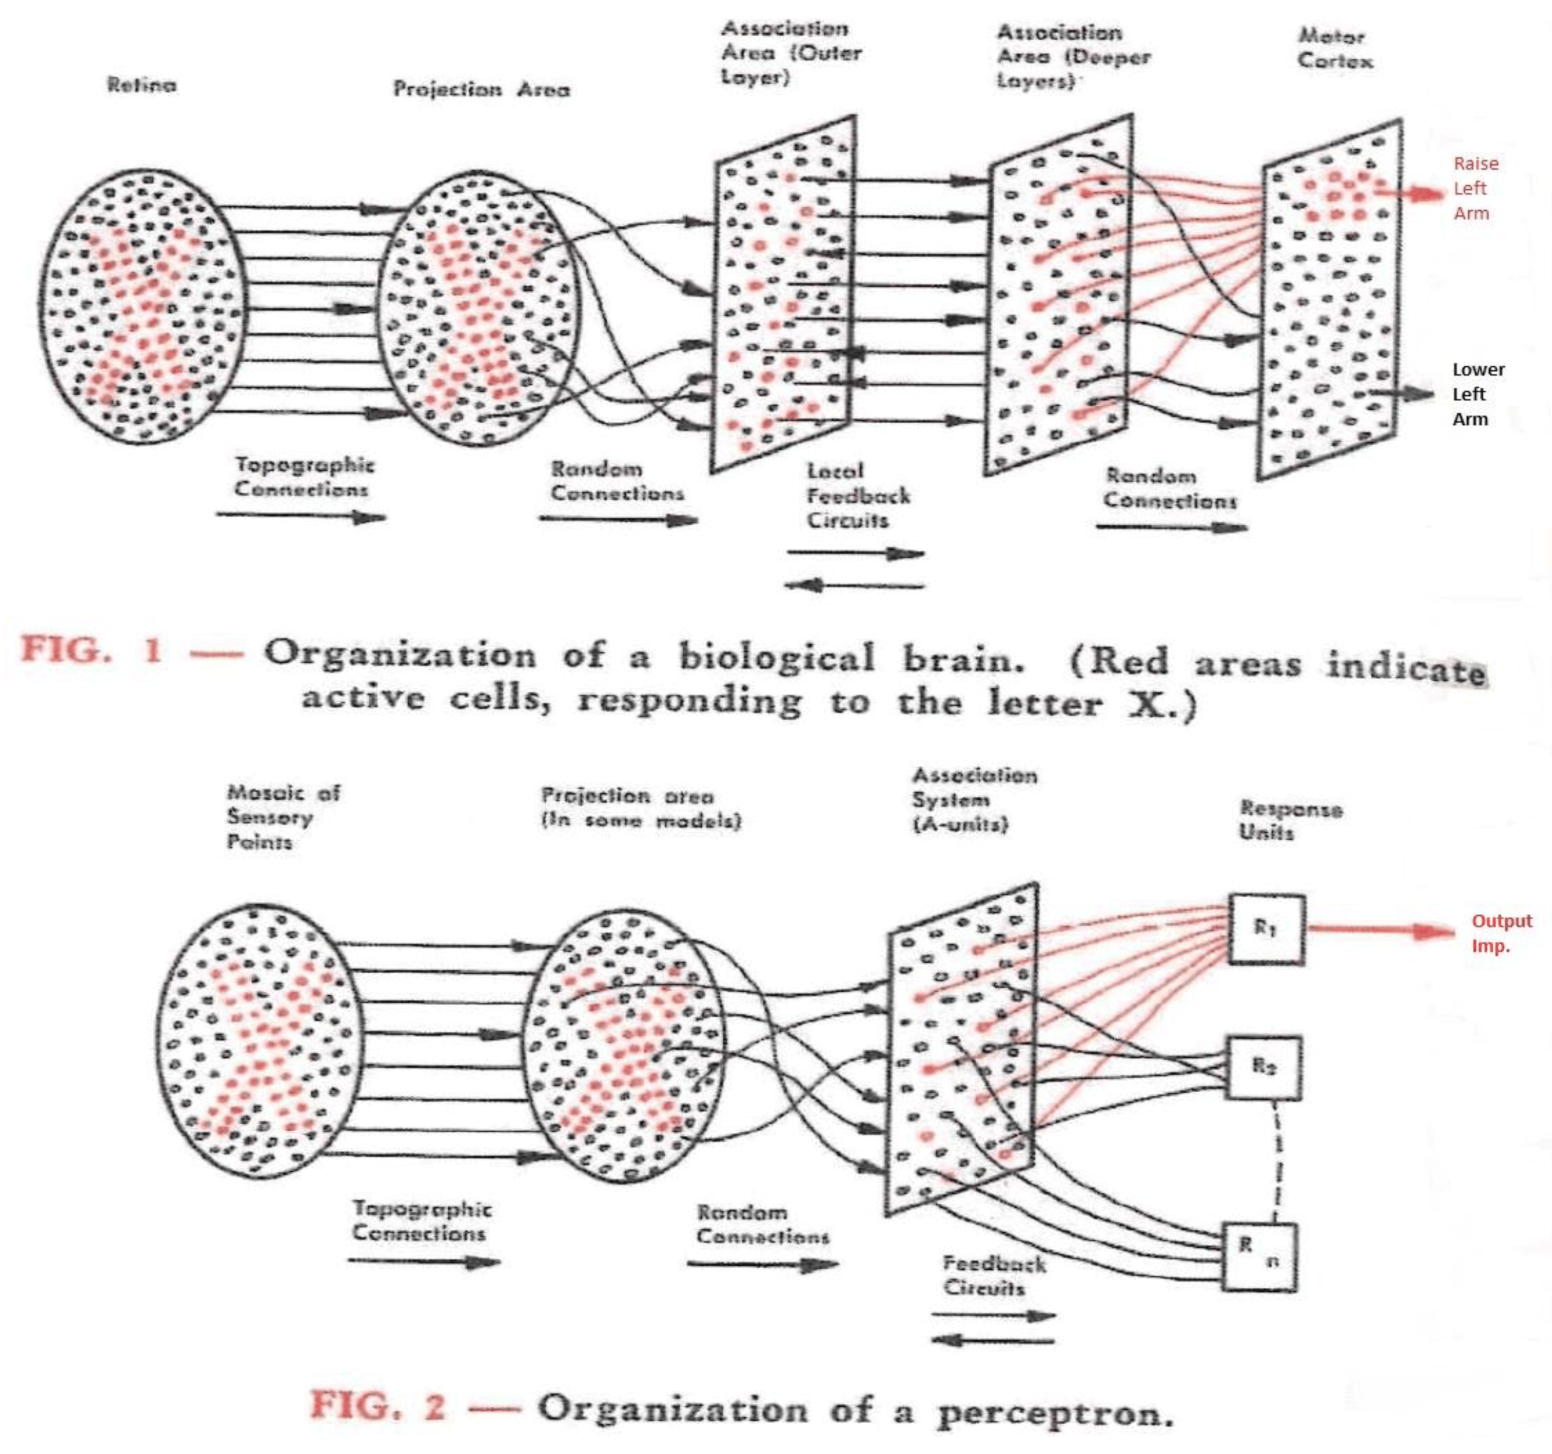 Retina
Projection Area
Association
Area (Outer
Layer)
Association
Area (Deeper
Layers)
Motor
Cortex
Raise
Left
Arm
Lower
Left
Arm
Topographic
Connections
Random
Connections
Local
Feedback
Circuits
Random
Connections
FIG. 1 — Organization of a biological brain. (Red areas indicate
active cells, responding to the letter X.)
Mosaic of
Sensory
Points
Projection area
(In some models)
Association
System
(A-units)
Response
Units
R1
Output
Imp.
R2
R n
Topographic
Connections
Random
Connections
Feedback
Circuits
FIG. 2 — Organization of a perceptron.